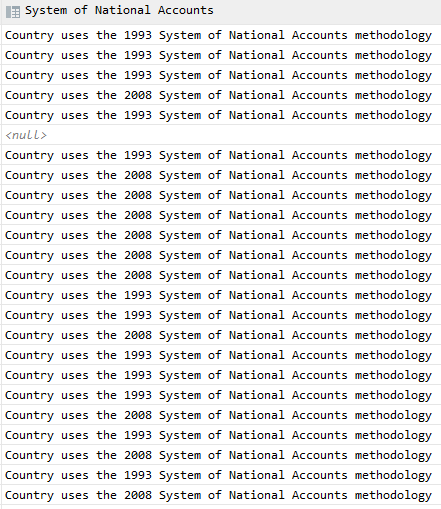 System of National Accounts
Country uses the 1993 System of National Accounts methodology
Country uses the 1993 System of National Accounts methodology
Country uses the 1993 System of National Accounts methodology
Country uses the 2008 System of National Accounts methodology
Country uses the 1993 System of National Accounts methodology
<null>
Country uses the 1993 System of National Accounts methodology
Country uses the 2008 System of National Accounts methodology
Country uses the 2008 System of National Accounts methodology
Country uses the 2008 System of National Accounts methodology
Country uses the 2008 System of National Accounts methodology
Country uses the 2008 System of National Accounts methodology
Country uses the 2008 System of National Accounts methodology
Country uses the 1993 System of National Accounts methodology
Country uses the 1993 System of National Accounts methodology
Country uses the 2008 System of National Accounts methodology
Country uses the 1993 System of National Accounts methodology
Country uses the 1993 System of National Accounts methodology
Country uses the 1993 System of National Accounts methodology
Country uses the 2008 System of National Accounts methodology
Country uses the 1993 System of National Accounts methodology
Country uses the 2008 System of National Accounts methodology
Country uses the 1993 System of National Accounts methodology
Country uses the 2008 System of National Accounts methodology